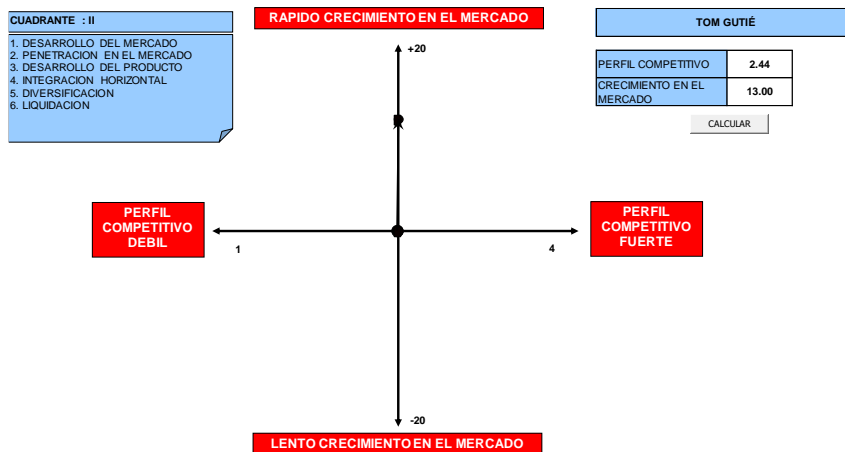 CUADRANTE : II
1. DESARROLLO DEL MERCADO
2. PENETRACION EN EL MERCADO
3. DESARROLLO DEL PRODUCTO
4. INTEGRACION HORIZONTAL
5. DIVERSIFICACION
6. LIQUIDACION
RAPIDO CRECIMIENTO EN EL MERCADO
+20
TOM GUTIÉ
PERFIL COMPETITIVO 2.44
CRECIMIENTO EN EL
MERCADO
13.00
CALCULAR
PERFIL
COMPETITIVO
DEBIL
1
4
PERFIL
COMPETITIVO
FUERTE
-20
LENTO CRECIMIENTO EN EL MERCADO